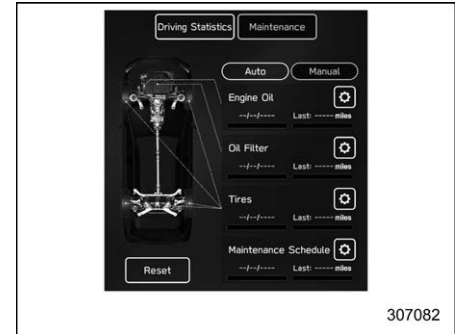 Driving Statistics Maintenance
Auto Manual
Engine Oil
--/--/---- Last: ----- miles
Oil Filter
--/--/---- Last: ----- miles
Tires
--/--/---- Last: ----- miles
Maintenance Schedule
--/--/---- Last: ----- miles
Reset
307082